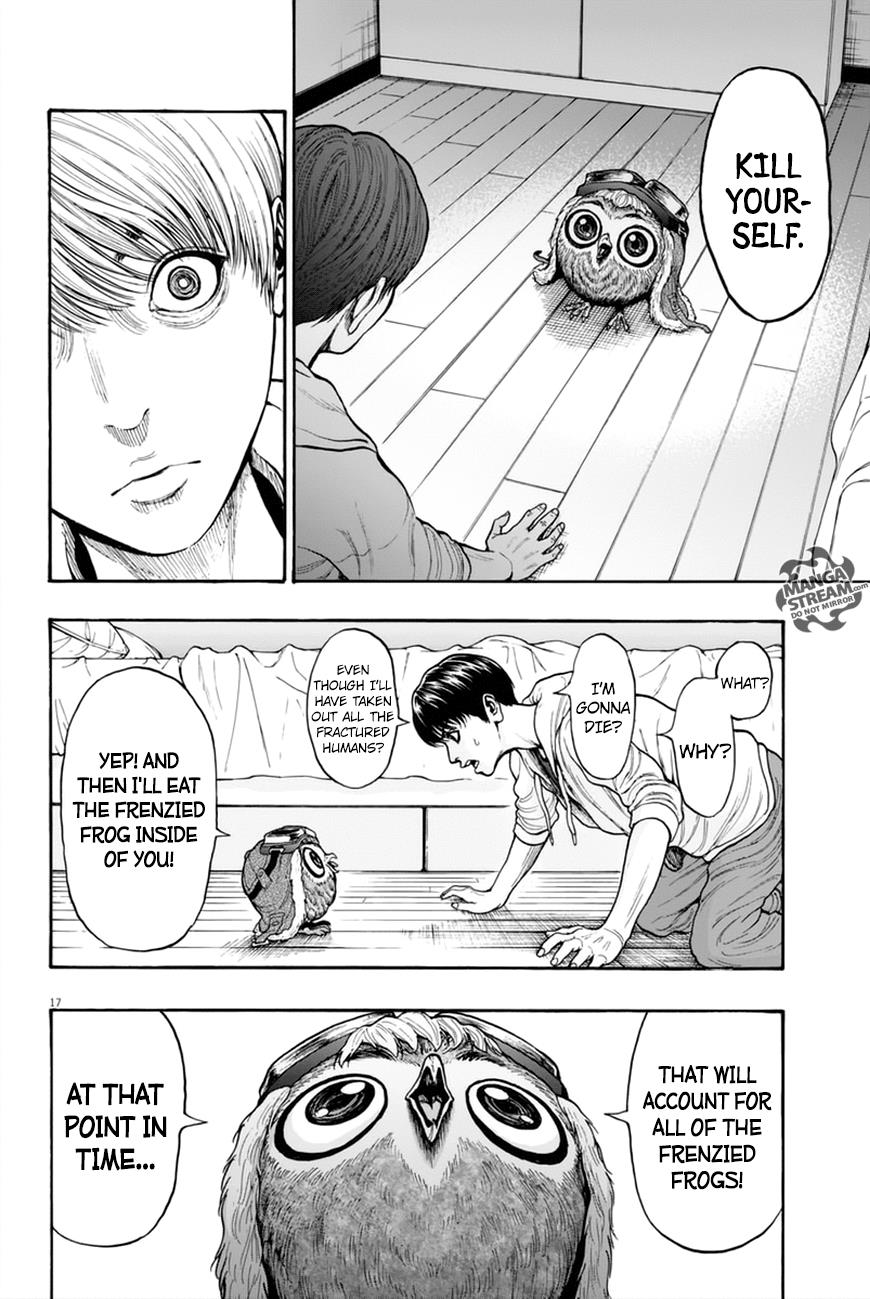 KILL
YOUR-
SELF.
MANGA
STREAM.com
DO NOT MIRROR
WHAT?
WHY?
I'M
GONNA
DIE?
EVEN
THOUGH I'LL
HAVE TAKEN
OUT ALL THE
FRACTURED
HUMANS?
YEP! AND
THEN I'LL EAT
THE FRENZIED
FROG INSIDE
OF YOU!
17
THAT WILL
ACCOUNT FOR
ALL OF THE
FRENZIED
FROGS!
AT THAT
POINT IN
TIME...